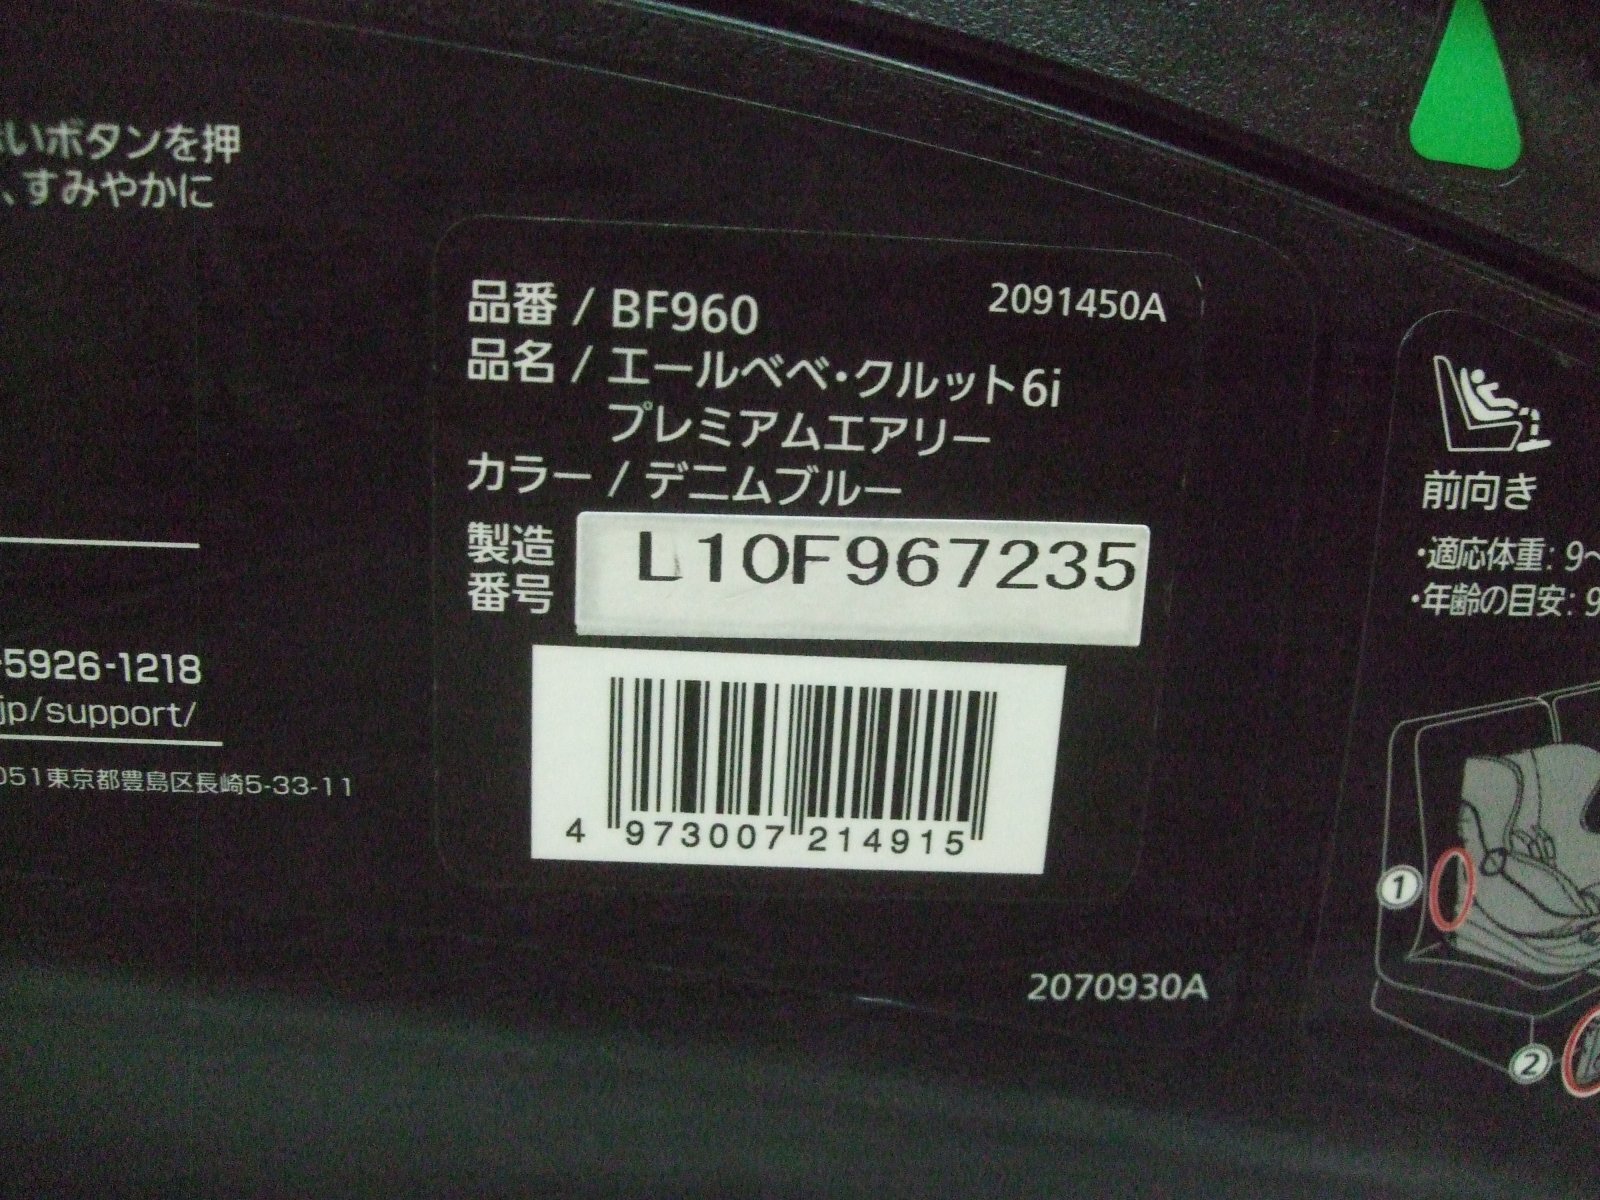 いボタンを押
、すみやかに
-5926-1218
jp/support/
051東京都豊島区長崎5-33-11
2091450A
品番 / BF960
品名 / エールベベ・クルット6i
プレミアムエアリー
カラー / デニムブルー
製造
番号
L10F967235
4 973007 214915
2070930A
前向き
・適応体重: 9〜
・年齢の目安: 9
1
2